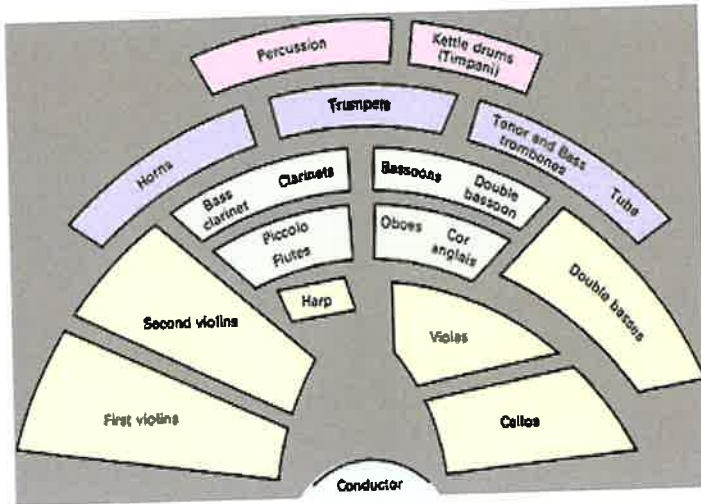 Percussion
Kettle drums
(Timpani)
Trumpets
Horns
Tenor and Bass
trombones
Tuba
Bass
clarinet
Clarinets
Bassoons
Double
bassoon
Piccolo
Flutes
Oboes
Cor
anglais
Harp
Double basses
Second violins
Violas
First violins
Cellos
Conductor